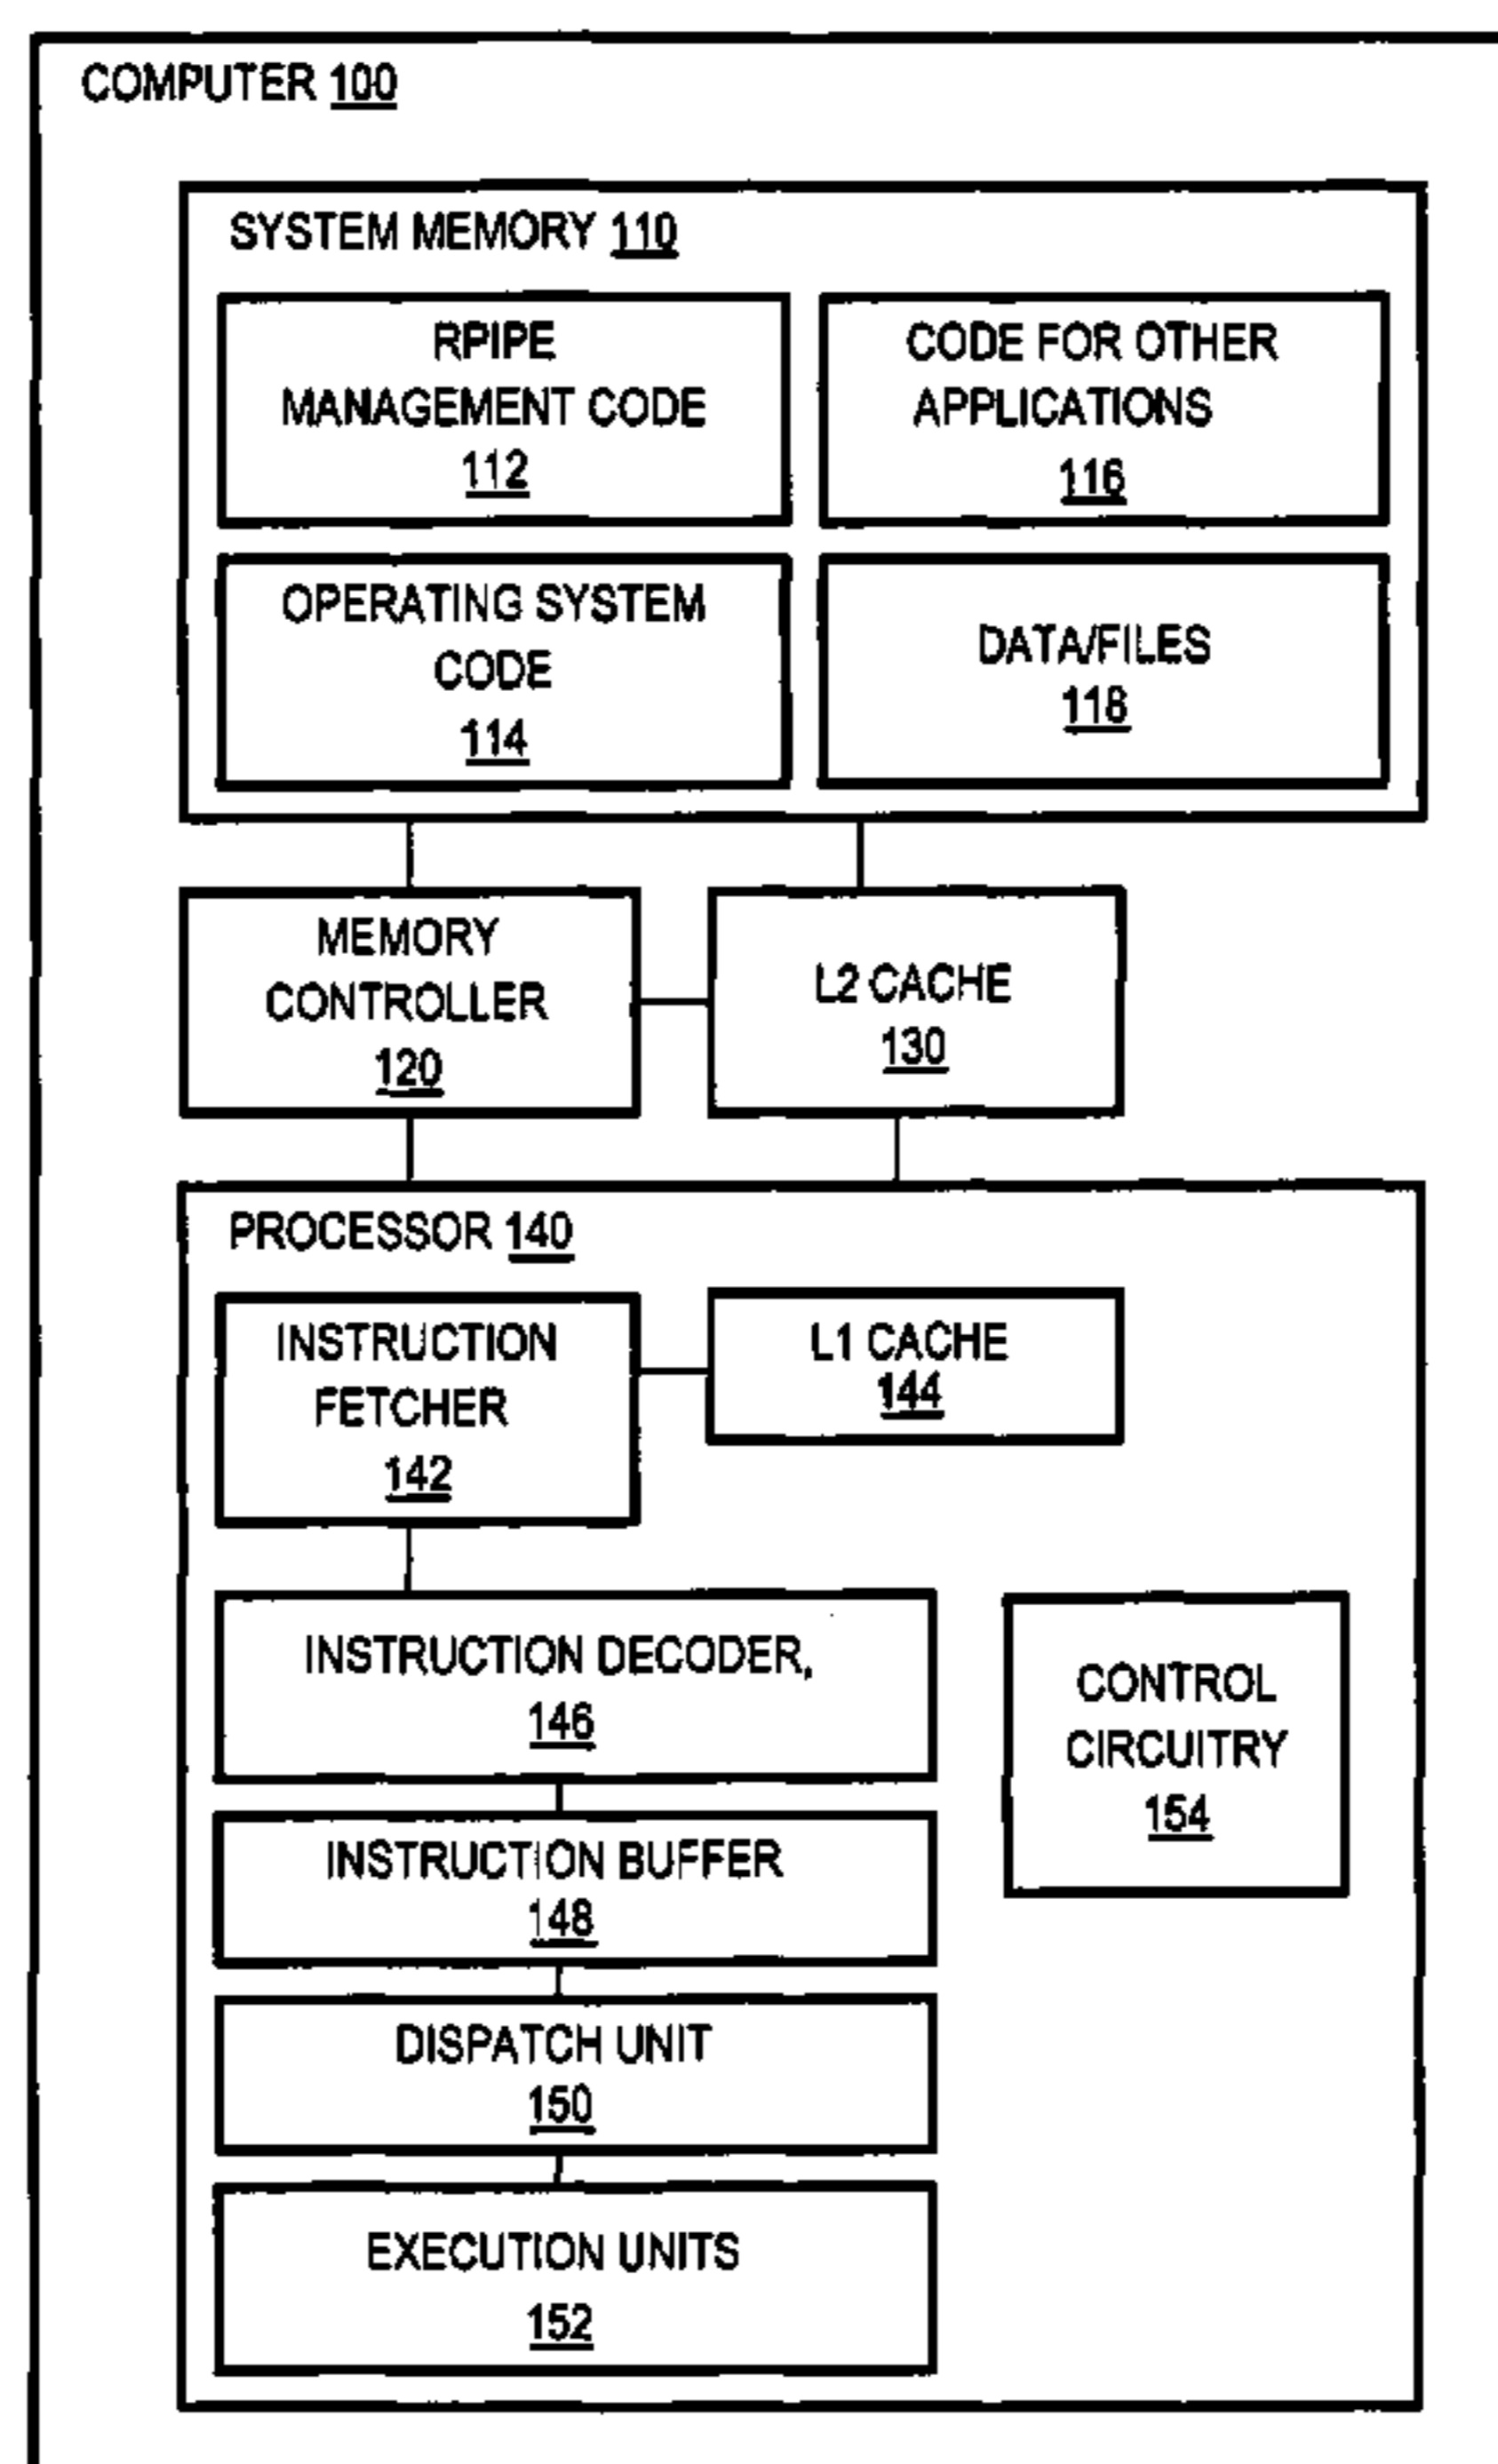 COMPUTER 100
SYSTEM MEMORY 110
RPIPE
MANAGEMENT CODE
112
CODE FOR OTHER
APPLICATIONS
116
OPERATING SYSTEM
CODE
114
DATA/FILES
118
MEMORY
CONTROLLER
120
L2 CACHE
130
PROCESSOR 140
INSTRUCTION
FETCHER
142
L1 CACHE
144
INSTRUCTION DECODER,
146
CONTROL
CIRCUITRY
154
INSTRUCTION BUFFER
148
DISPATCH UNIT
150
EXECUTION UNITS
152